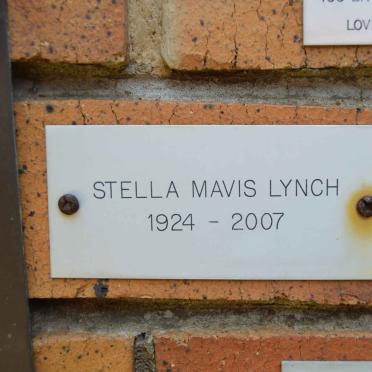 LOV
STELLA MAVIS LYNCH
1924 - 2007